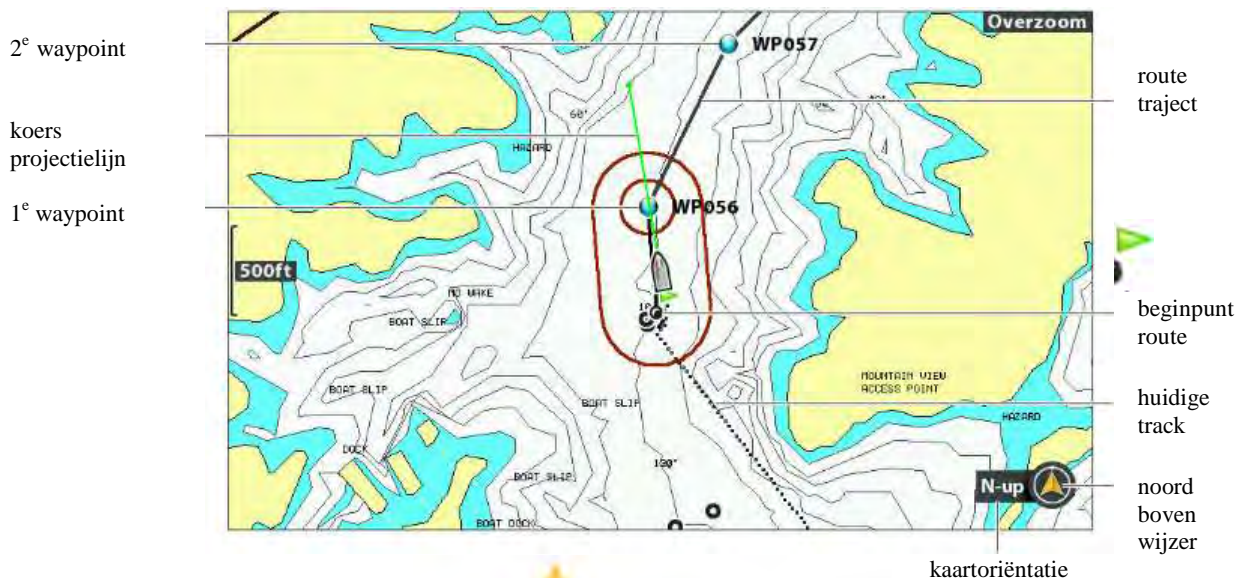 Overzoom
2e waypoint
WP057
route
traject
60'
koers
projectielijn
HAZARD
1e waypoint
WP056
500ft
NO WAKE
BOAT SLIP
beginpunt
route
MOUNTAIN VIEW
ACCESS POINT
BOAT SLIP
BOAT SLIP
huidige
track
HAZARD
DOCK
100'
BOAT SLIP
N-up
noord
boven
wijzer
BOAT DOCK
kaartoriëntatie